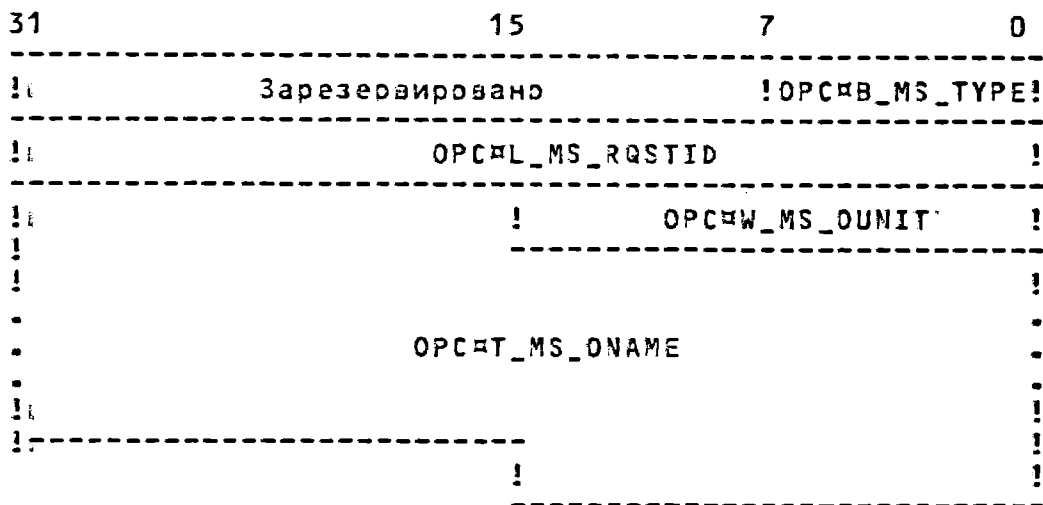 31 15 7 0
Зарезервировано !OPC¤B_MS_TYPE!
OPC¤L_MS_RQSTID !
! OPC¤W_MS_OUNIT !
OPC¤T_MS_ONAME